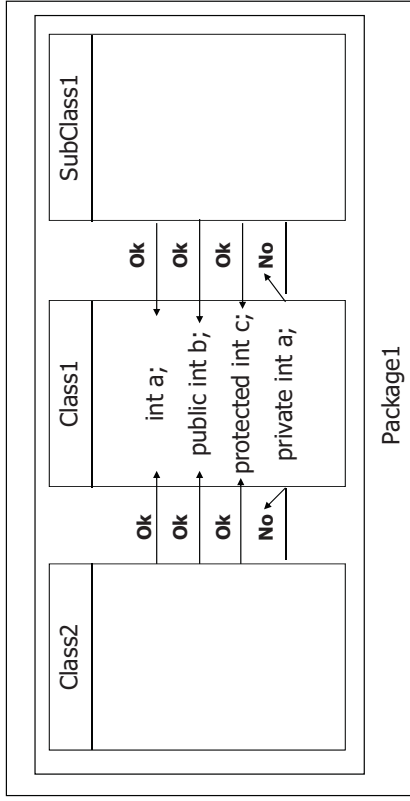 Class2
Class1
SubClass1
Ok
Ok
Ok
No
int a;
public int b;
protected int c;
private int a;
Ok
Ok
Ok
No
Package1